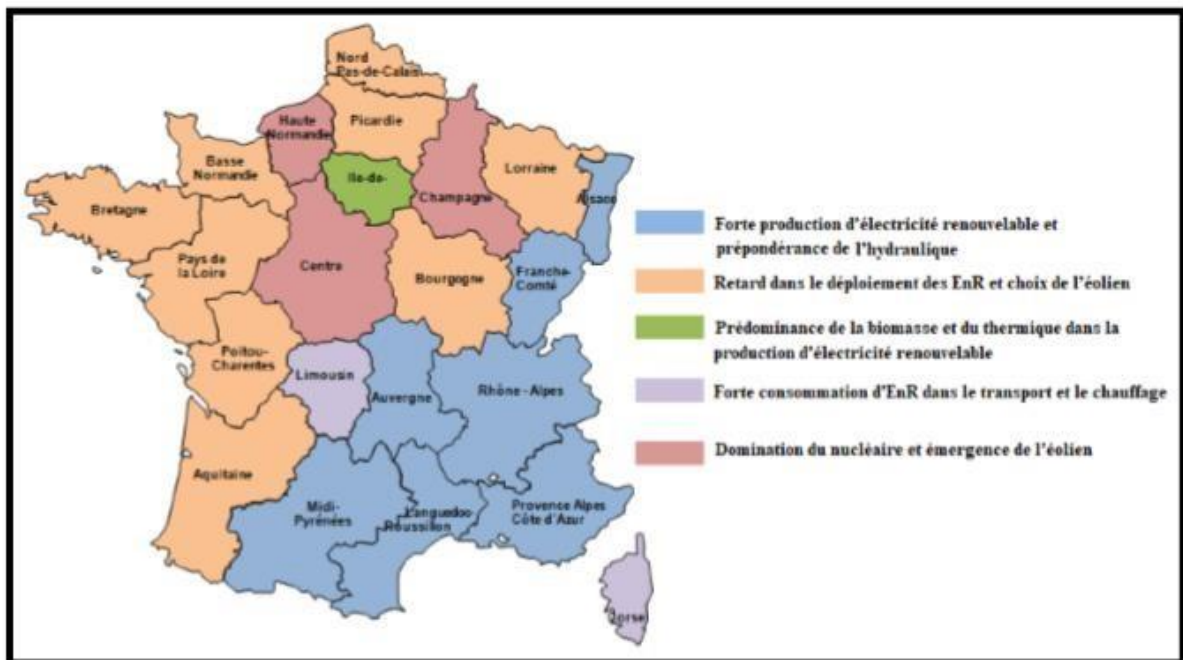 Nord
Pas-de-Calais
Haute
Normandie
Picardie
Basse
Normandie
Ile-de-
Champagne
Lorraine
Alsace
Bretagne
Pays de
la Loire
Centre
Bourgogne
Franche-
Comté
Poitou-
Charentes
Limousin
Auvergne
Rhône - Alpes
Aquitaine
Midi-
Pyrénées
Languedoc
Roussillon
Provence Alpes
Côte d'Azur
Corse
Forte production d'électricité renouvelable et
prépondérance de l'hydraulique
Retard dans le déploiement des EnR et choix de l'éolien
Prédominance de la biomasse et du thermique dans la
production d'électricité renouvelable
Forte consommation d'EnR dans le transport et le chauffage
Domination du nucléaire et émergence de l'éolien